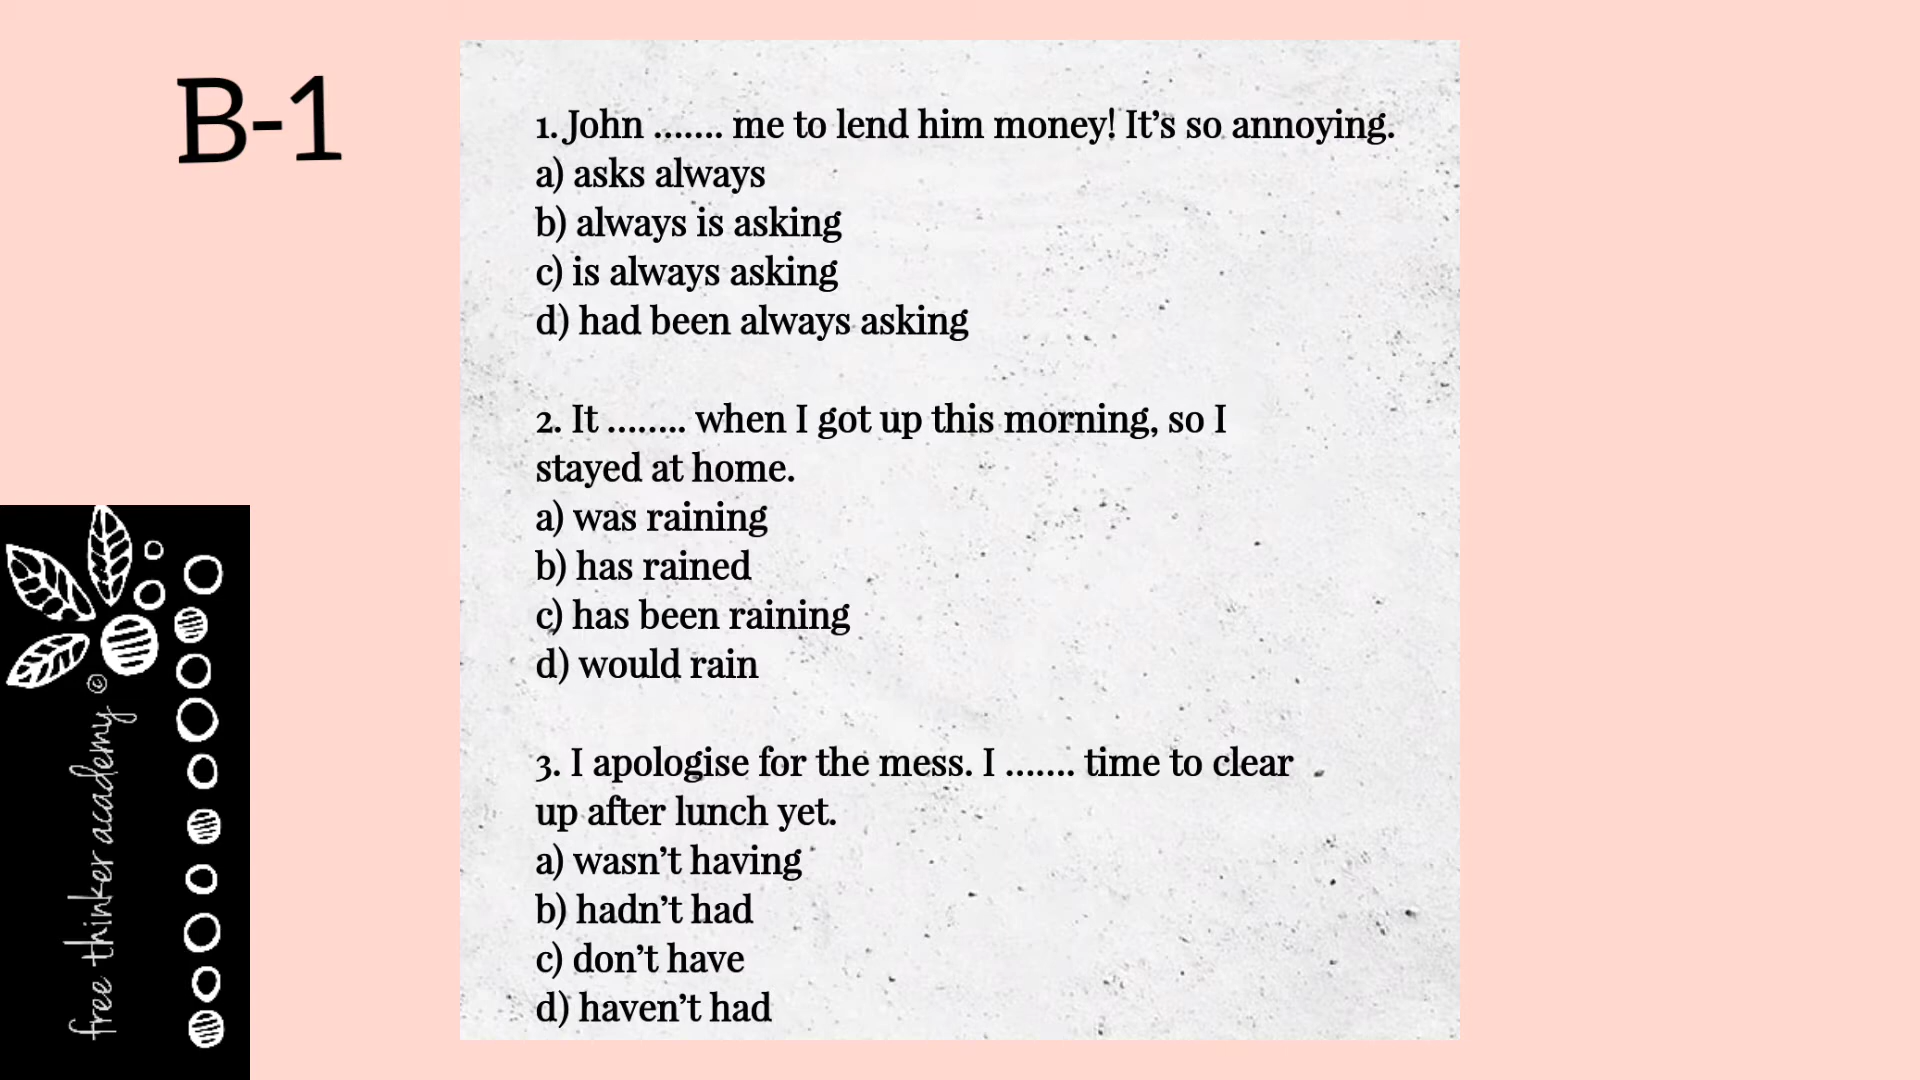 B-1
1. John ....... me to lend him money! It’s so annoying.
a) asks always
b) always is asking
c) is always asking
d) had been always asking
2. It ........ when I got up this morning, so I
stayed at home.
a) was raining
b) has rained
c) has been raining
d) would rain
3. I apologise for the mess. I ....... time to clear
up after lunch yet.
a) wasn’t having
b) hadn’t had
c) don’t have
d) haven’t had
free thinker academy ©